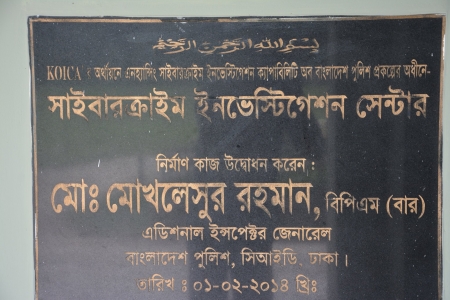 بسم الله الرحمن الرحيم
KOICA র অর্থায়নে এনহ্যান্সিং সাইবারক্রাইম ইনভেস্টিগেশন ক্যাপাবিলিটি অব বাংলাদেশ পুলিশ প্রকল্পের অধীনে-
সাইবারক্রাইম ইনভেস্টিগেশন সেন্টার
নির্মাণ কাজ উদ্বোধন করেন :
মোঃ মোখলেসুর রহমান, বিপিএম (বার)
এডিশনাল ইন্সপেক্টর জেনারেল
বাংলাদেশ পুলিশ, সিআইডি, ঢাকা।
তারিখ : ০১-০২-২০১৪ খ্রিঃ